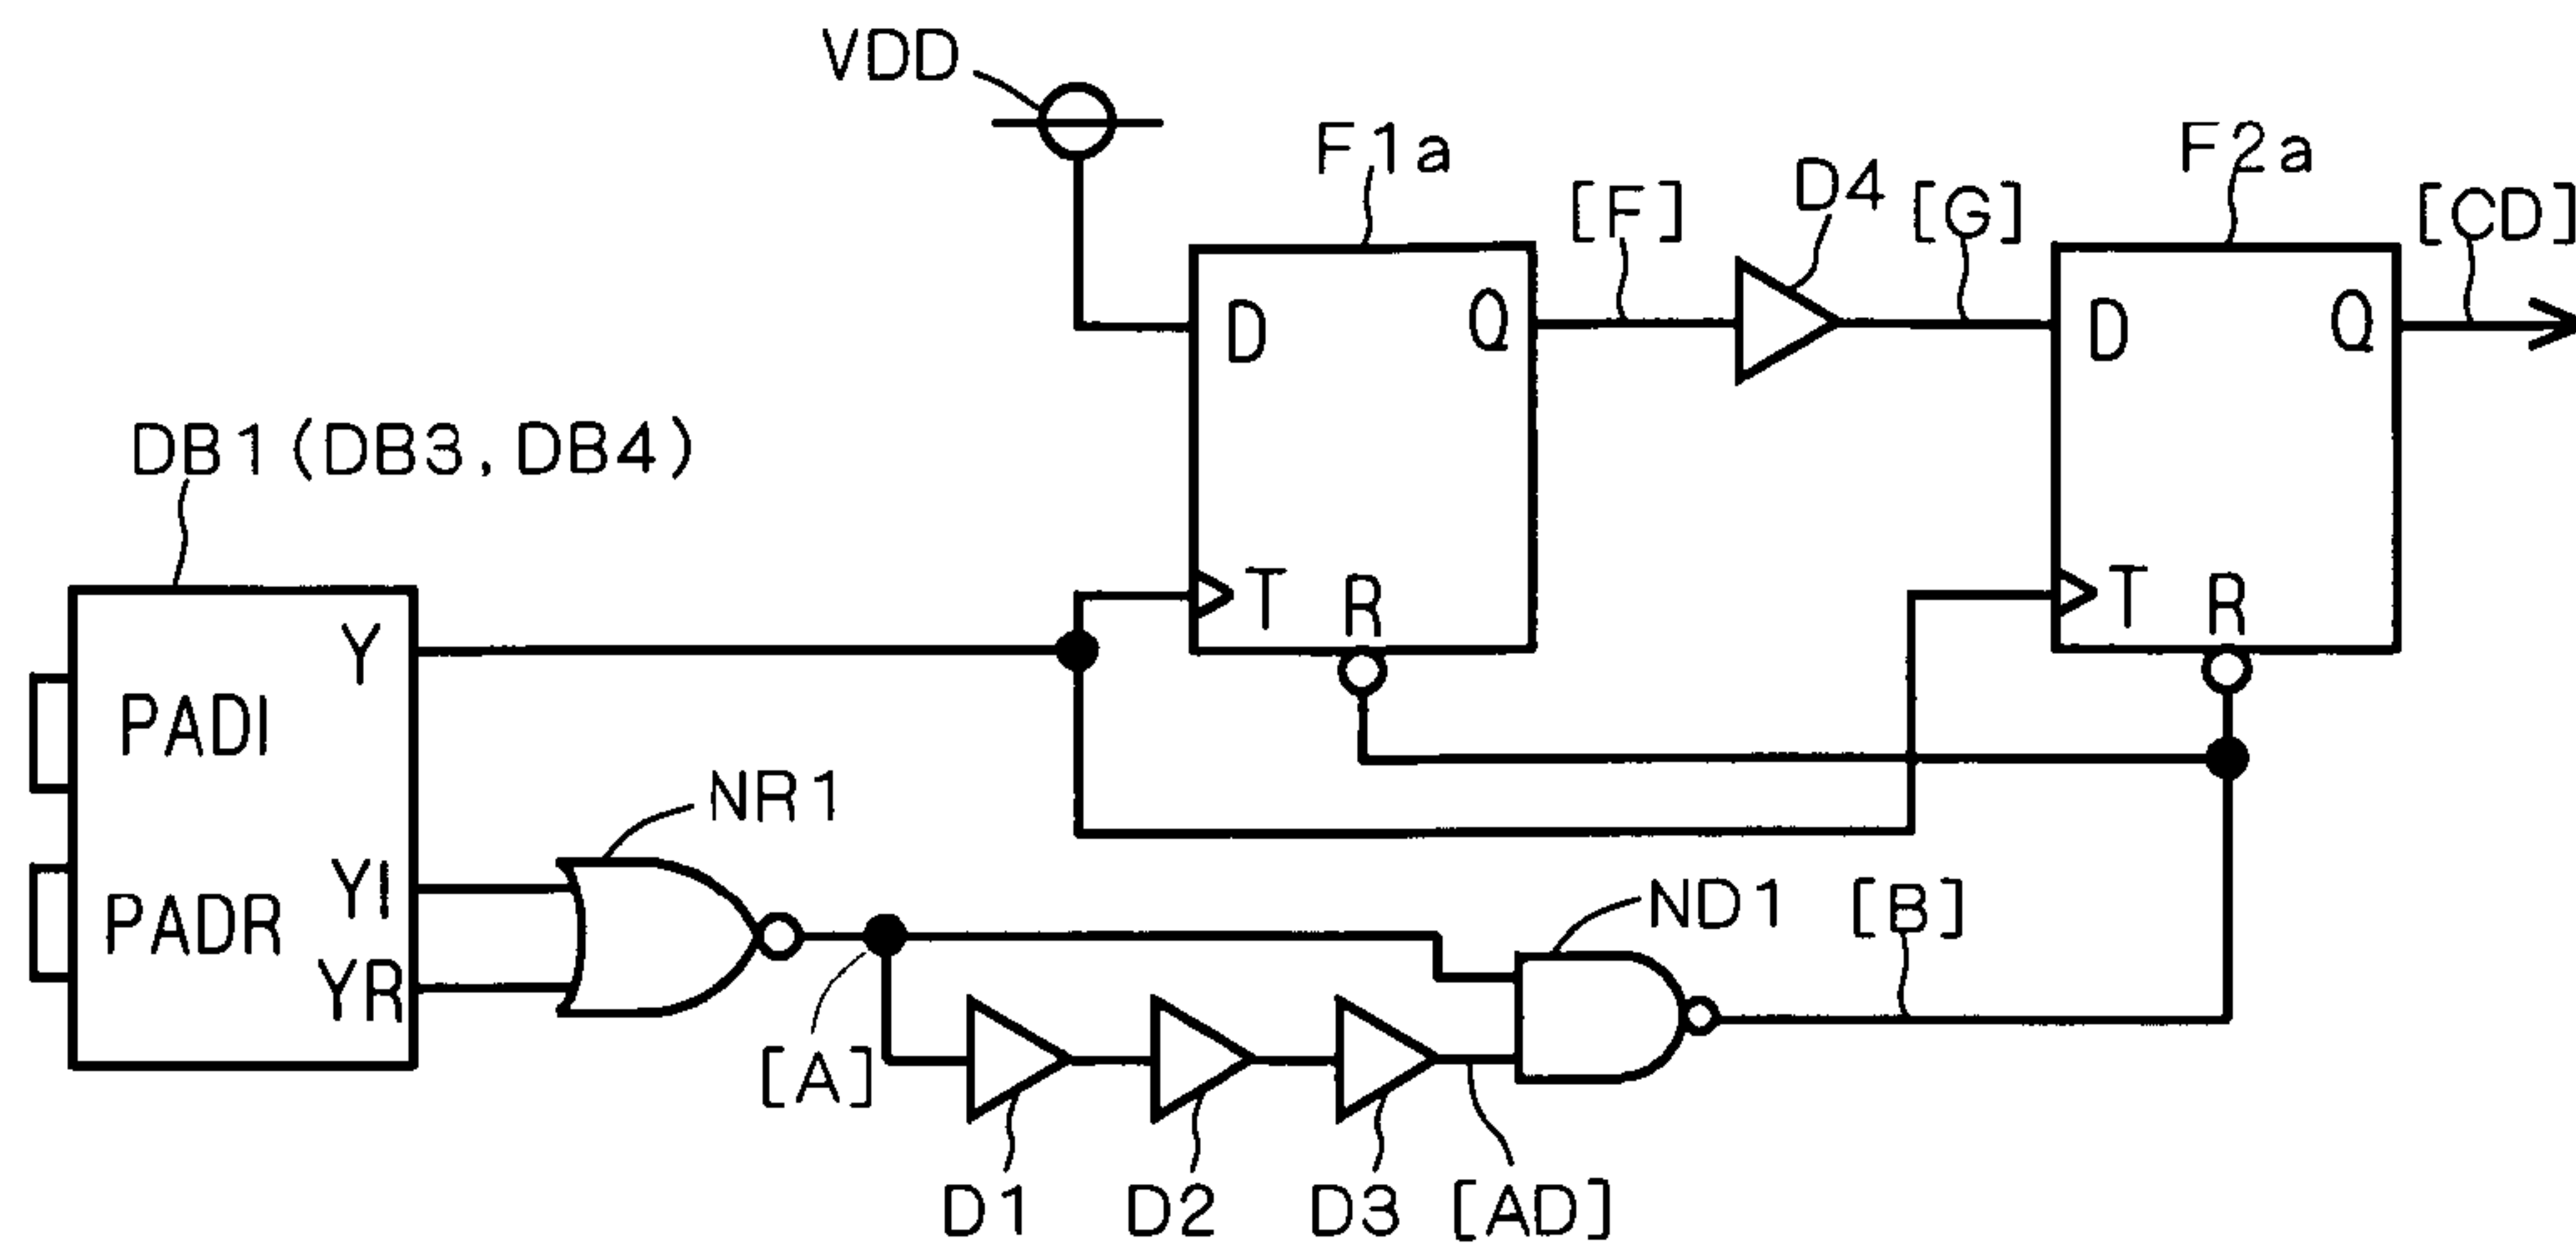 VDD
F1a
[F]
D4
[G]
F2a
[CD]
D
Q
D
Q
DB1(DB3,DB4)
T
R
T
R
Y
PADI
NR1
YI
PADR
YR
ND1
[B]
[A]
D1
D2
D3
[AD]